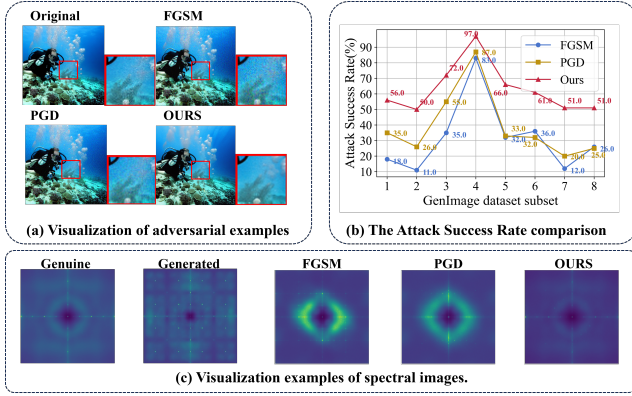 Original
FGSM
PGD
OURS
(a) Visualization of adversarial examples
Attack Success Rate(%)
90
80
70
60
50
40
30
20
10
56.0
50.0
72.0
97.0
66.0
61.0
51.0
51.0
35.0
26.0
55.0
87.0
33.0
32.0
20.0
25.0
18.0
11.0
35.0
83.0
32.0
36.0
12.0
26.0
FGSM
PGD
Ours
1 2 3 4 5 6 7 8
GenImage dataset subset
(b) The Attack Success Rate comparison
Genuine
Generated
FGSM
PGD
OURS
(c) Visualization examples of spectral images.